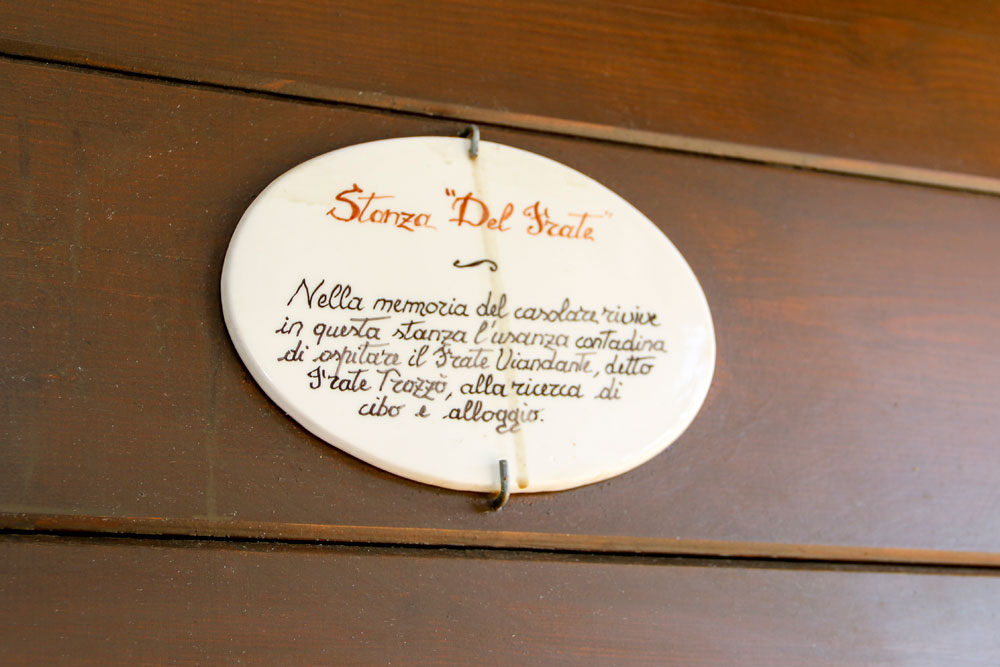 Stanza "Del Frate"
Nella memoria del casolare, rivive
in questa stanza l'usanza contadina
di ospitare il Frate Viandante, detto
Frate Trozzò, alla ricerca di
cibo e alloggio.